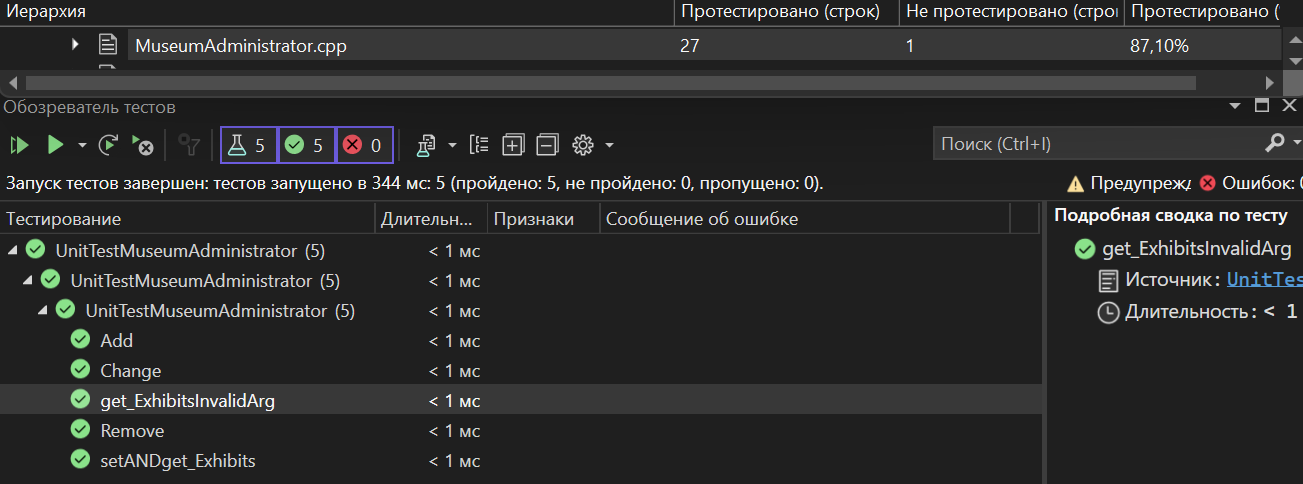 Иерархия Протестировано (строк) Не протестировано (строк Протестировано (
MuseumAdministrator.cpp 27 1 87,10%
Обозреватель тестов
5 5 0 Поиск (Ctrl+I)
Запуск тестов завершен: тестов запущено в 344 мс: 5 (пройдено: 5, не пройдено: 0, пропущено: 0). Предупреж Ошибок: 0
Тестирование Длительн... Признаки Сообщение об ошибке Подробная сводка по тесту
UnitTestMuseumAdministrator (5) < 1 мс get_ExhibitsInvalidArg
UnitTestMuseumAdministrator (5) < 1 мс Источник: UnitTes
UnitTestMuseumAdministrator (5) < 1 мс Длительность: < 1
Add < 1 мс
Change < 1 мс
get_ExhibitsInvalidArg < 1 мс
Remove < 1 мс
setANDget_Exhibits < 1 мс